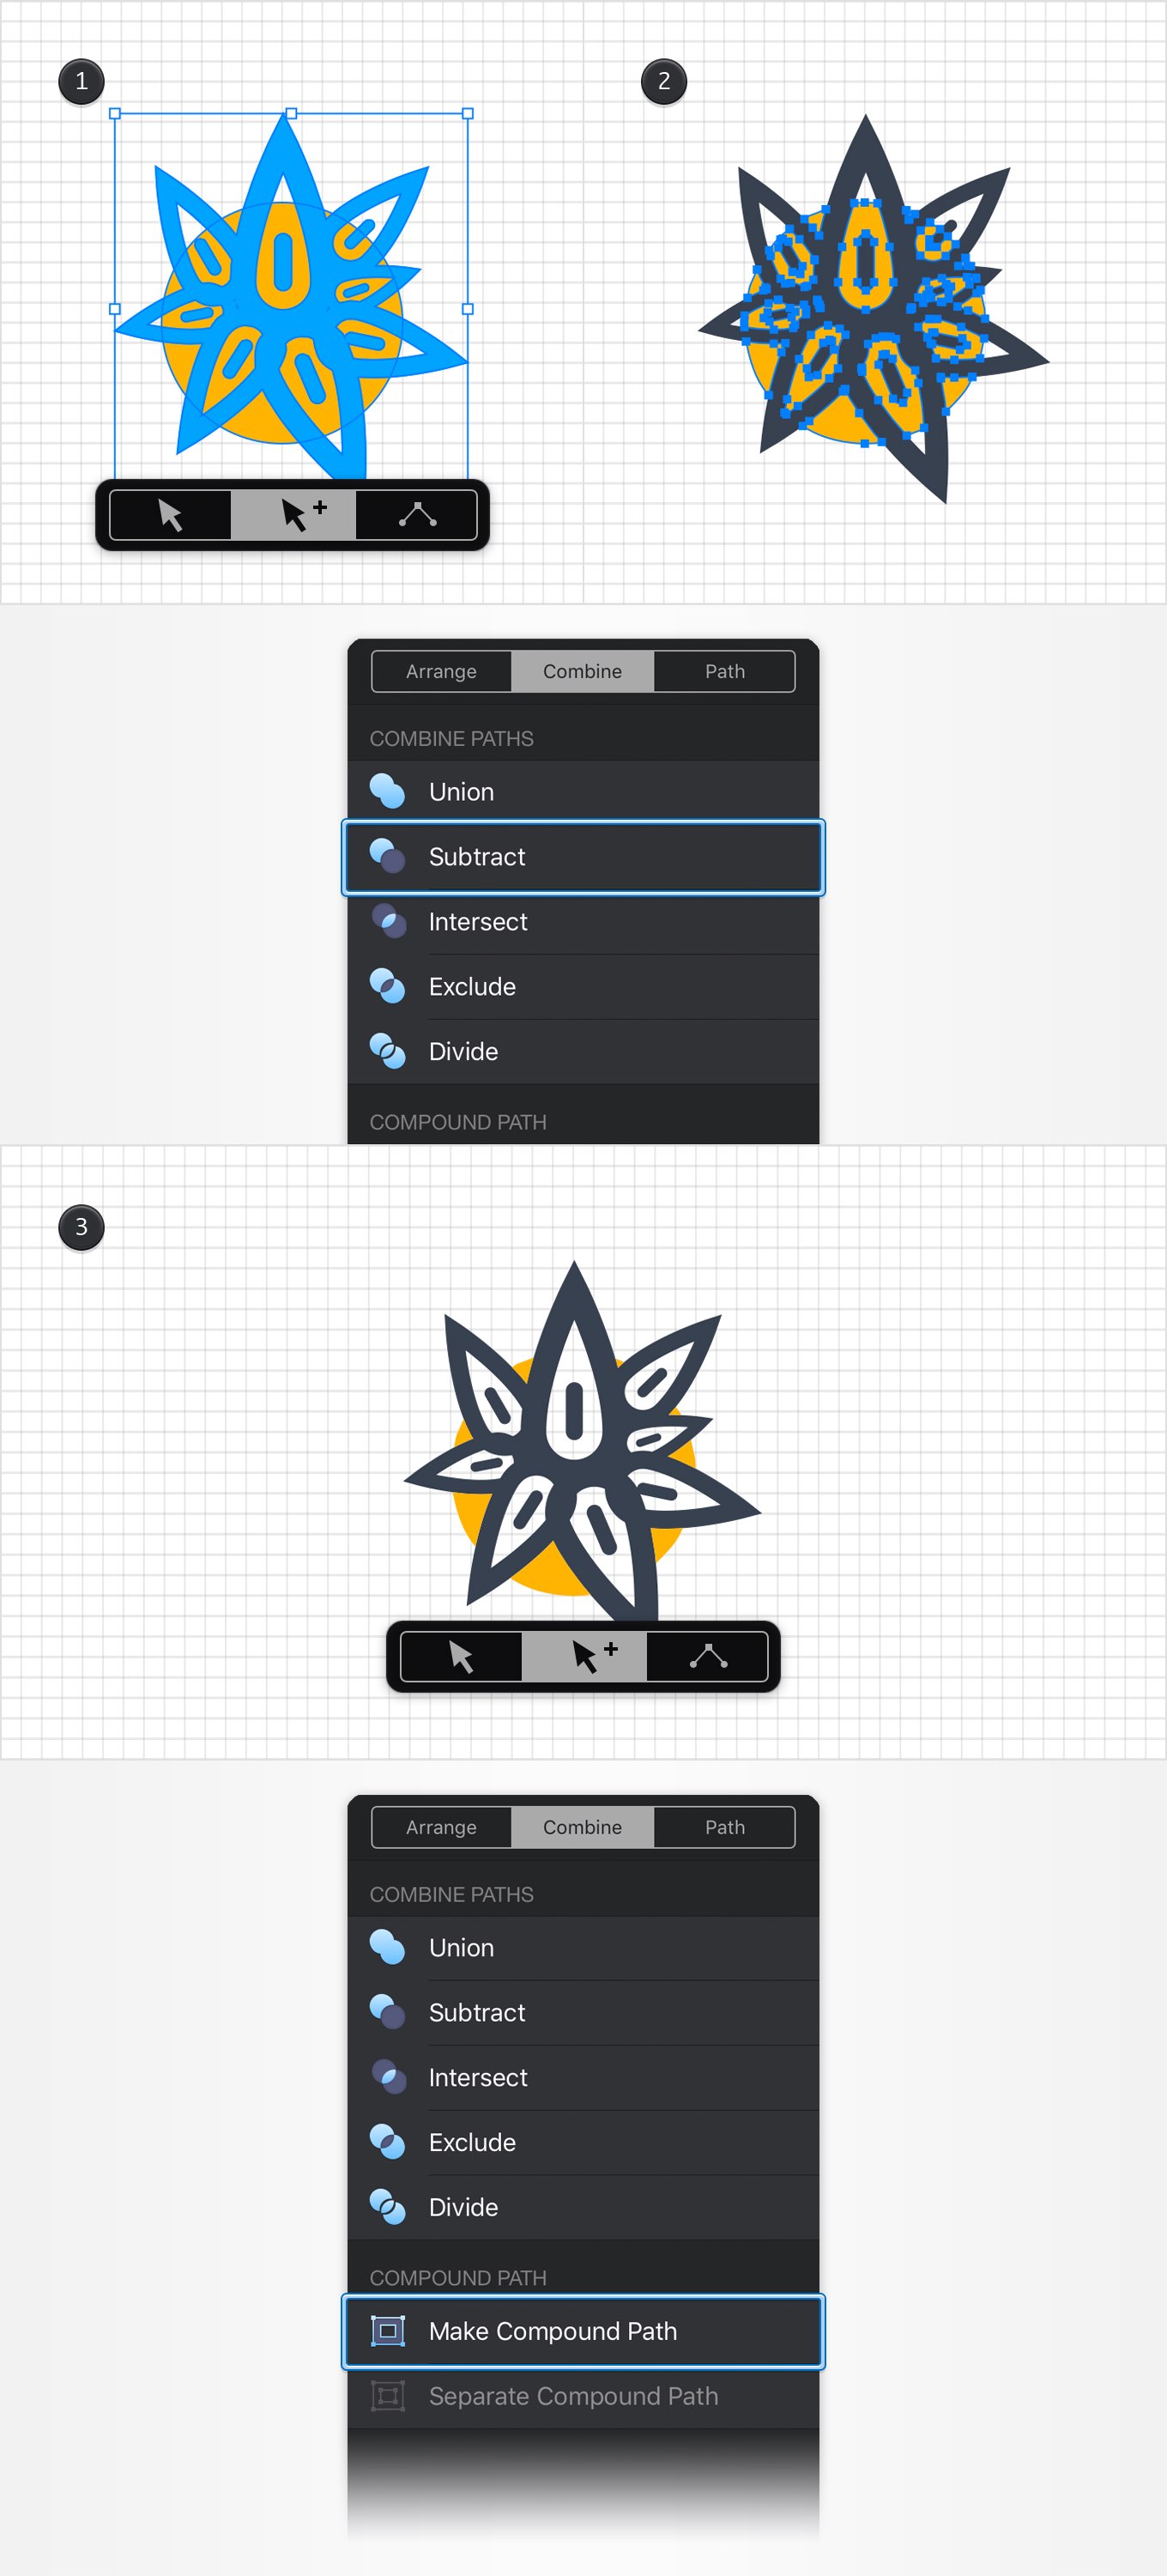 1
2
Arrange Combine Path
COMBINE PATHS
Union
Subtract
Intersect
Exclude
Divide
COMPOUND PATH
3
Arrange Combine Path
COMBINE PATHS
Union
Subtract
Intersect
Exclude
Divide
COMPOUND PATH
Make Compound Path
Separate Compound Path